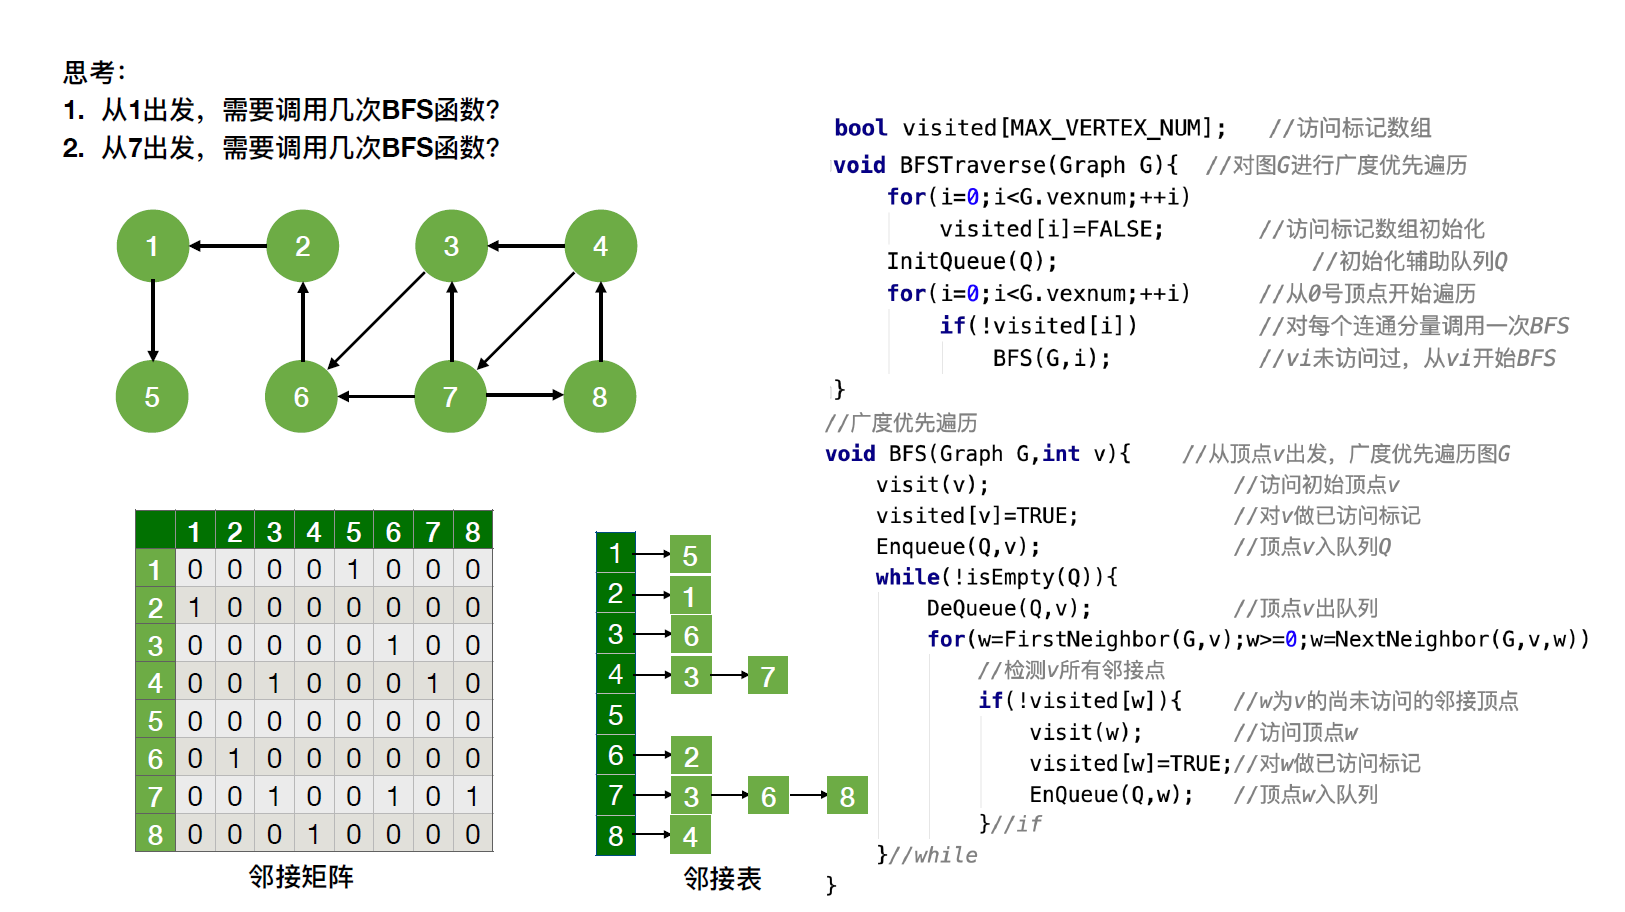 思考：
1. 从1出发，需要调用几次BFS函数？
2. 从7出发，需要调用几次BFS函数？
1 2 3 4
5 6 7 8
1 2 3 4 5 6 7 8
1 0 0 0 0 1 0 0 0
2 1 0 0 0 0 0 0 0
3 0 0 0 0 0 1 0 0
4 0 0 1 0 0 0 1 0
5 0 0 0 0 0 0 0 0
6 0 1 0 0 0 0 0 0
7 0 0 1 0 0 1 0 1
8 0 0 0 1 0 0 0 0
邻接矩阵
1 5
2 1
3 6
4 3 7
5
6 2
7 3 6 8
8 4
邻接表
bool visited[MAX_VERTEX_NUM]; //访问标记数组
void BFSTraverse(Graph G){ //对图G进行广度优先遍历
for(i=0;i<G.vexnum;++i)
visited[i]=FALSE; //访问标记数组初始化
InitQueue(Q); //初始化辅助队列Q
for(i=0;i<G.vexnum;++i) //从0号顶点开始遍历
if(!visited[i]) //对每个连通分量调用一次BFS
BFS(G,i); //vi未访问过，从vi开始BFS
}
//广度优先遍历
void BFS(Graph G,int v){ //从顶点v出发，广度优先遍历图G
visit(v); //访问初始顶点v
visited[v]=TRUE; //对v做已访问标记
Enqueue(Q,v); //顶点v入队列Q
while(!isEmpty(Q)){
DeQueue(Q,v); //顶点v出队列
for(w=FirstNeighbor(G,v);w>=0;w=NextNeighbor(G,v,w))
//检测v所有邻接点
if(!visited[w]){ //w为v的尚未访问的邻接顶点
visit(w); //访问顶点w
visited[w]=TRUE;//对w做已访问标记
EnQueue(Q,w); //顶点w入队列
}//if
}//while
}